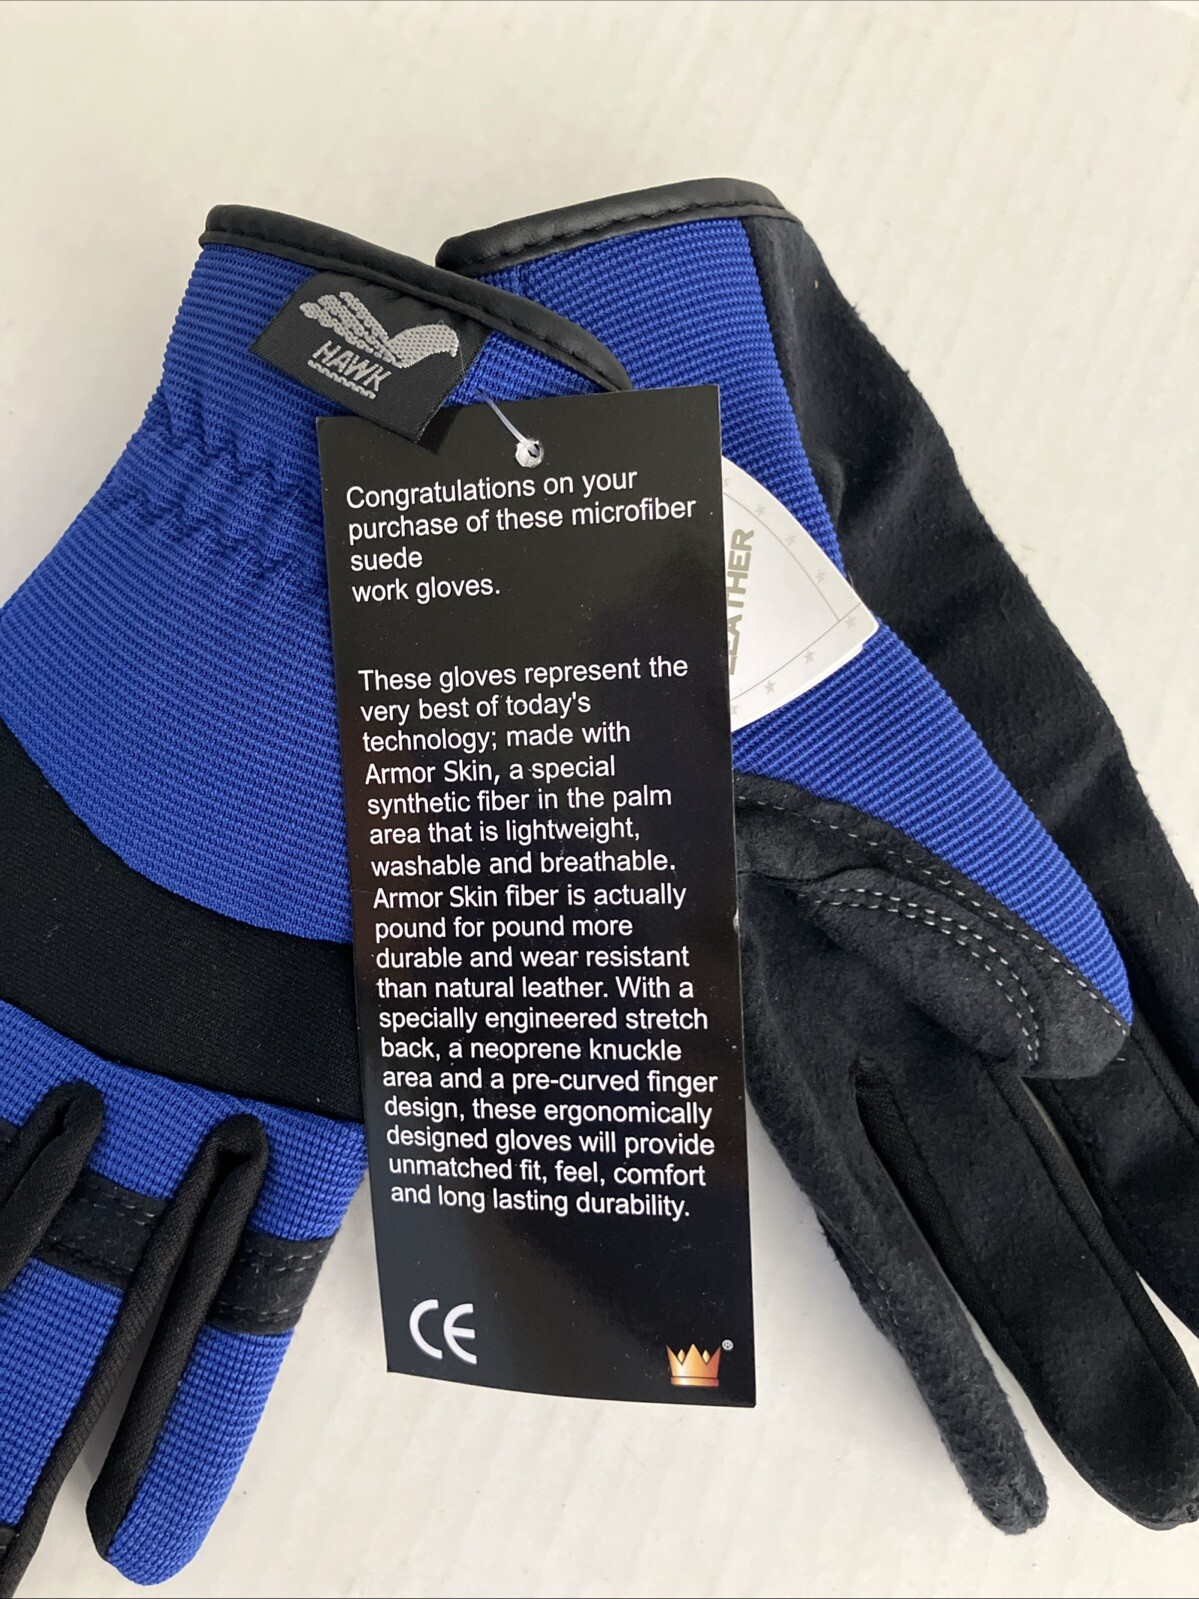 HAWK
Congratulations on your
purchase of these microfiber
suede
work gloves.
These gloves represent the
very best of today's
technology; made with
Armor Skin, a special
synthetic fiber in the palm
area that is lightweight,
washable and breathable.
Armor Skin fiber is actually
pound for pound more
durable and wear resistant
than natural leather. With a
specially engineered stretch
back, a neoprene knuckle
area and a pre-curved finger
design, these ergonomically
designed gloves will provide
unmatched fit, feel, comfort
and long lasting durability.
CE
®
LEATHER